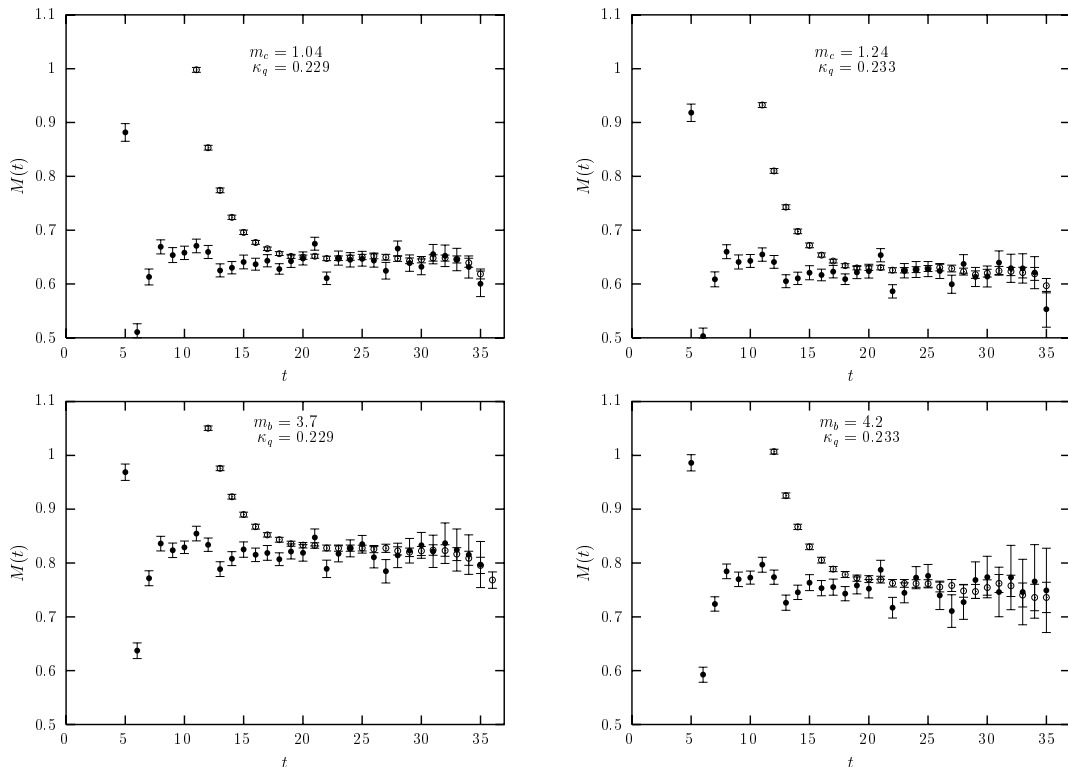 1.1
1
0.9
0.8
0.7
0.6
0.5
M(t)
m_c = 1.04
κ_q = 0.229
0 5 10 15 20 25 30 35
t
1.1
1
0.9
0.8
0.7
0.6
0.5
M(t)
m_c = 1.24
κ_q = 0.233
0 5 10 15 20 25 30 35
t
1.1
1
0.9
0.8
0.7
0.6
0.5
M(t)
m_b = 3.7
κ_q = 0.229
0 5 10 15 20 25 30 35
t
1.1
1
0.9
0.8
0.7
0.6
0.5
M(t)
m_b = 4.2
κ_q = 0.233
0 5 10 15 20 25 30 35
t